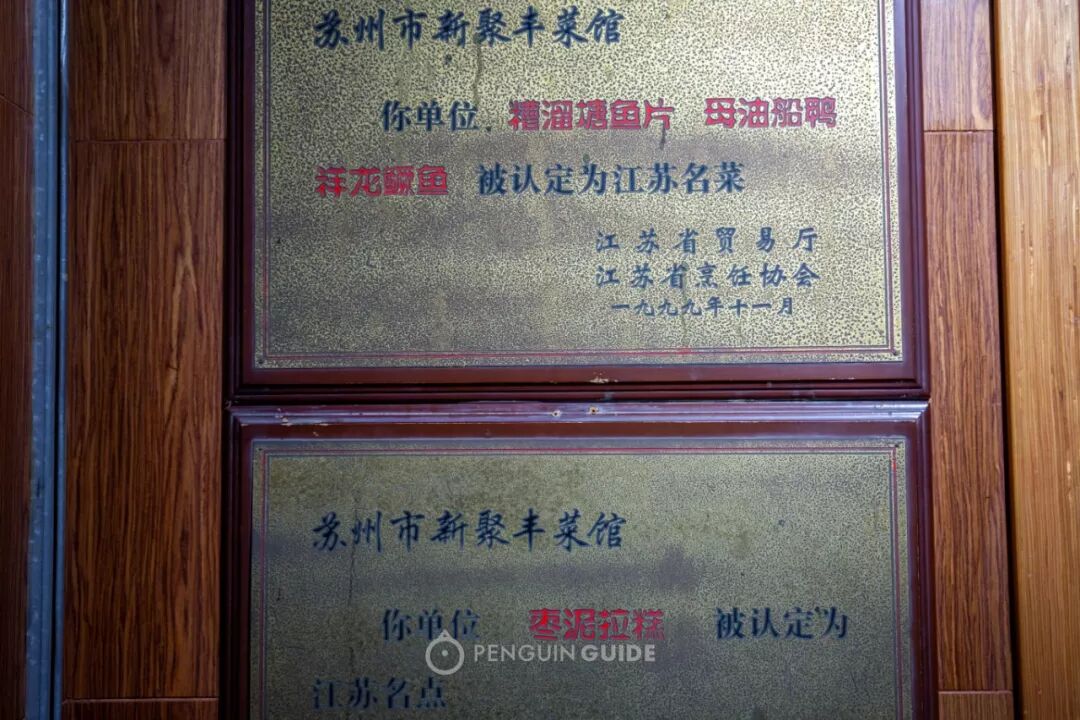 苏州市新聚丰菜馆
你单位 糟溜塘鱼片 母油船鸭
祥龙鳜鱼 被认定为江苏名菜
江苏省贸易厅
江苏省烹饪协会
一九九九年十一月
苏州市新聚丰菜馆
你单位 枣泥拉糕 被认定为
PENGUIN GUIDE
江苏名点